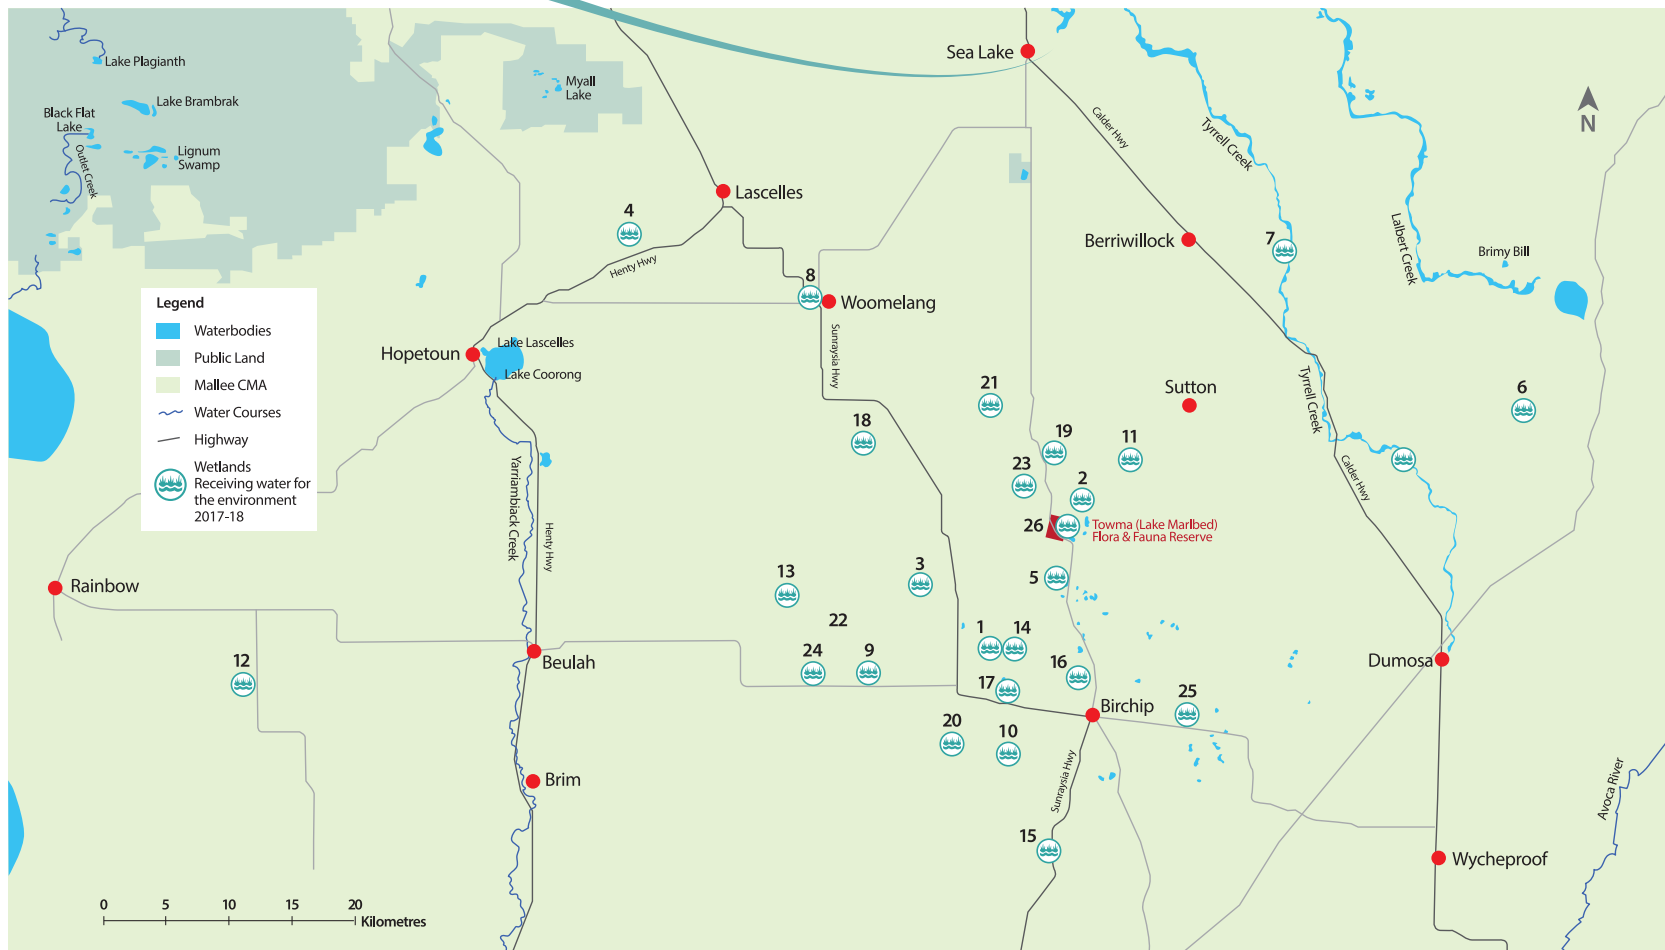 Sea Lake
Lake Plagianth
Myall
Lake
Lake Brambrak
Black Flat
Lake
Calder Hwy
N
Tyrrell Creek
Outlet Creek
Lignum
Swamp
Lascelles
4
Berriwillock
7
Lalbert Creek
Brimy Bill
Henty Hwy
8
Woomelang
Legend
Waterbodies
Public Land
Mallee CMA
Water Courses
Highway
Wetlands
Receiving water for
the environment
2017-18
Hopetoun
Lake Lascelles
Lake Coorong
Sunraysia Hwy
21
Sutton
Tyrrell Creek
6
18
19
11
23
2
Calder Hwy
Yarriambiack Creek
Henty Hwy
26
Towma (Lake Marlbed)
Flora & Fauna Reserve
Rainbow
13
3
5
22
1
14
12
Beulah
24
9
16
Dumosa
17
25
Birchip
20
10
Brim
Sunraysia Hwy
Avoca River
15
Wycheproof
0
5
10
15
20
Kilometres